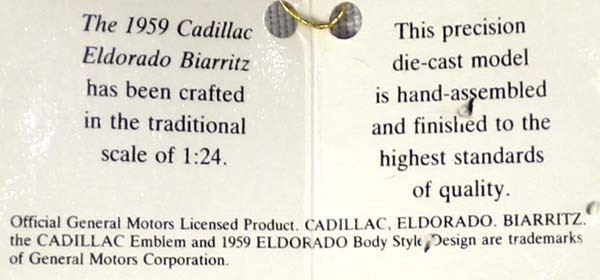 The 1959 Cadillac
Eldorado Biarritz
has been crafted
in the traditional
scale of 1:24.
This precision
die-cast model
is hand-assembled
and finished to the
highest standards
of quality.
Official General Motors Licensed Product. CADILLAC, ELDORADO. BIARRITZ.
the CADILLAC Emblem and 1959 ELDORADO Body Style Design are trademarks
of General Motors Corporation.